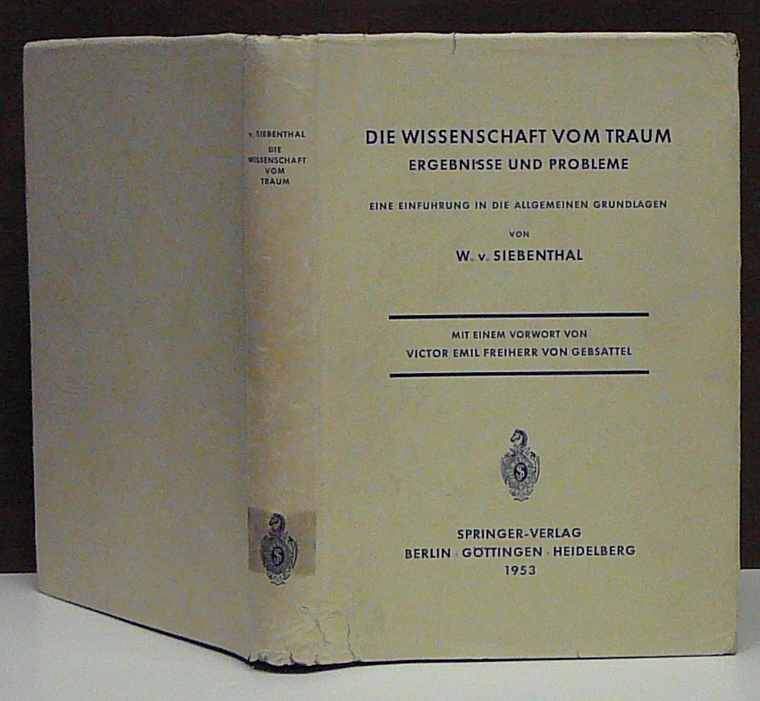 v. SIEBENTHAL
DIE
WISSENSCHAFT
VOM
TRAUM
DIE WISSENSCHAFT VOM TRAUM
ERGEBNISSE UND PROBLEME
EINE EINFUHRUNG IN DIE ALLGEMEINEN GRUNDLAGEN
VON
W. v. SIEBENTHAL
MIT EINEM VORWORT VON
VICTOR EMIL FREIHERR VON GEBSATTEL
SPRINGER-VERLAG
BERLIN · GÖTTINGEN · HEIDELBERG
1953